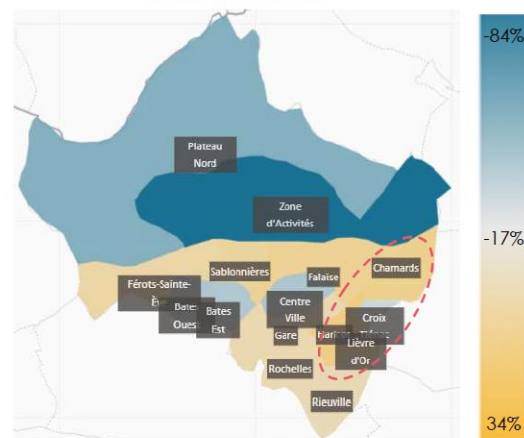 -84%
Plateau
Nord
Zone
d'Activités
-17%
Chamards
Sablonnières
Falaise
Férots-Sainte-
Bates
Ouest
Bates
Est
Centre
Ville
Croix
Gare
Lièvre
d'Or
Rochelles
Rieuville
34%